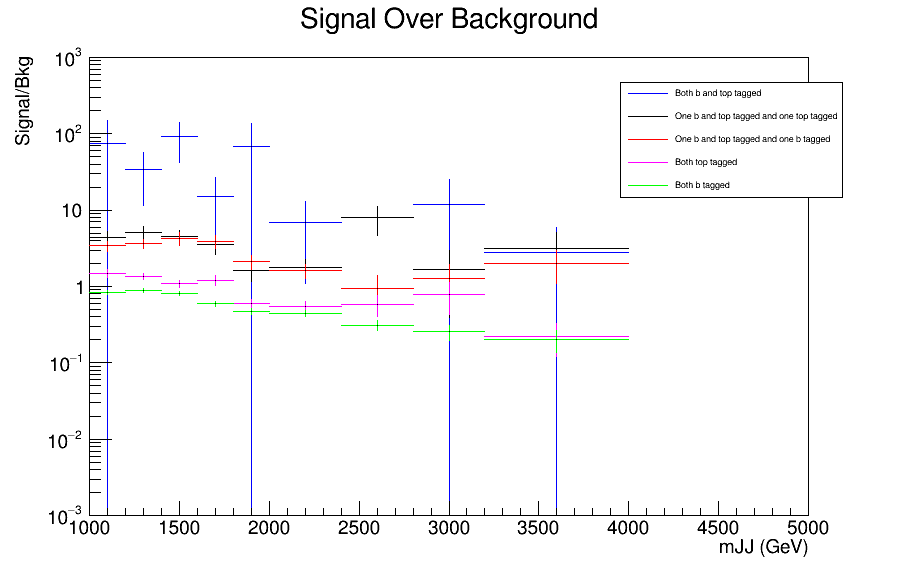 Signal Over Background
Signal/Bkg
10³
10²
10
1
10⁻¹
10⁻²
10⁻³
Both b and top tagged
One b and top tagged and one top tagged
One b and top tagged and one b tagged
Both top tagged
Both b tagged
1000 1500 2000 2500 3000 3500 4000 4500 5000
mJJ (GeV)